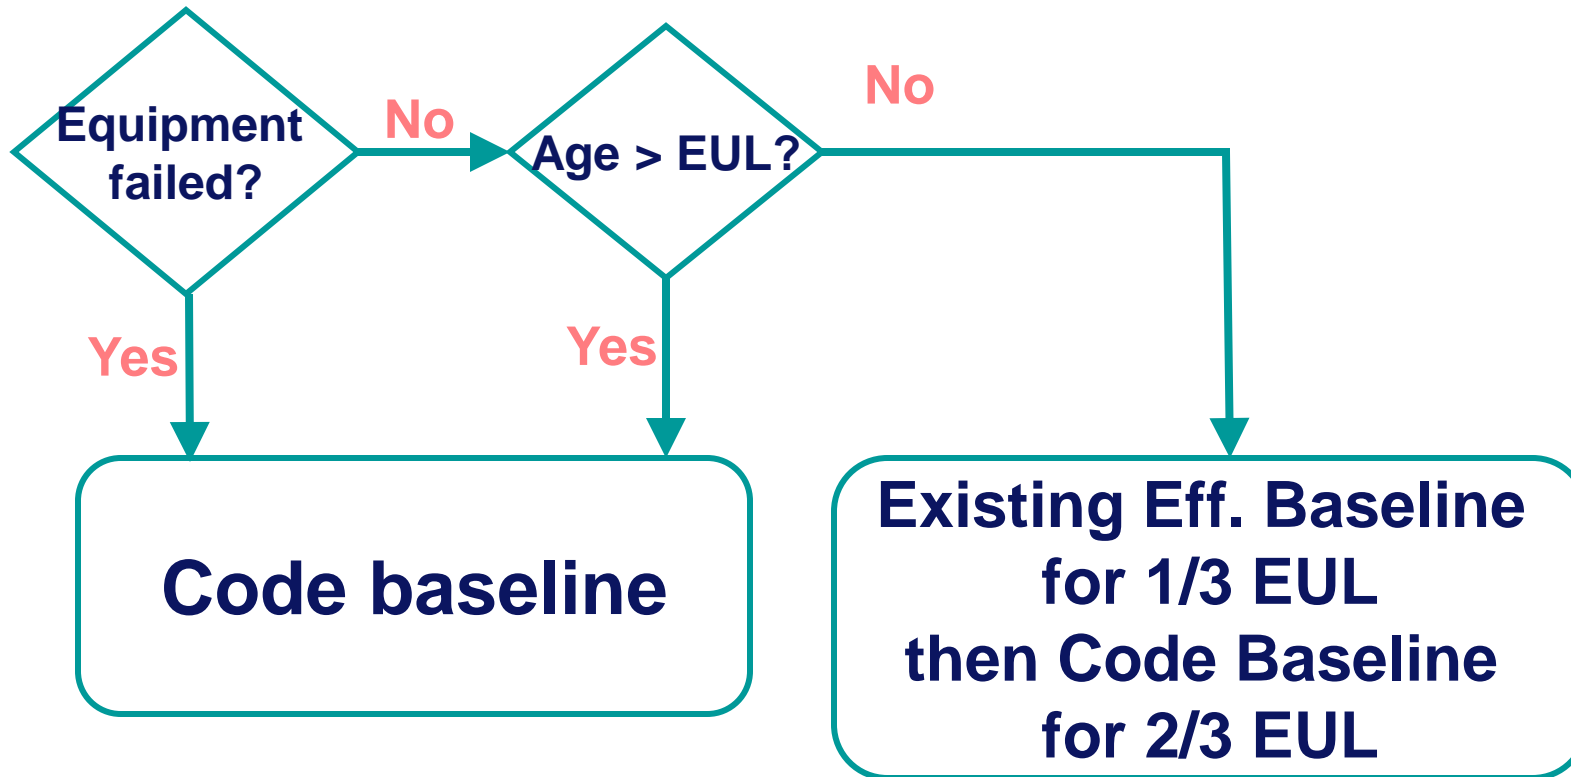 Equipment
failed?
No
Age > EUL?
No
Yes
Yes
Code baseline
Existing Eff. Baseline
for 1/3 EUL
then Code Baseline
for 2/3 EUL